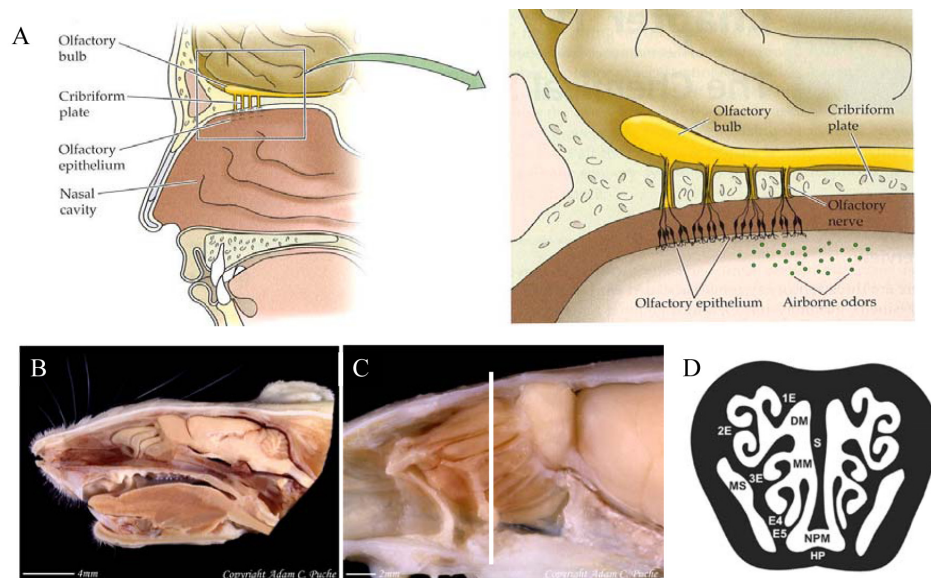 A
Olfactory
bulb
Cribriform
plate
Olfactory
epithelium
Nasal
cavity
Olfactory
bulb
Cribriform
plate
Olfactory
nerve
Olfactory epithelium
Airborne odors
B
4mm
Copyright Adam C. Puche
C
2mm
Copyright Adam C. Puche
D
1E
DM
2E
S
MM
3E
MS
E4
E5
NPM
HP